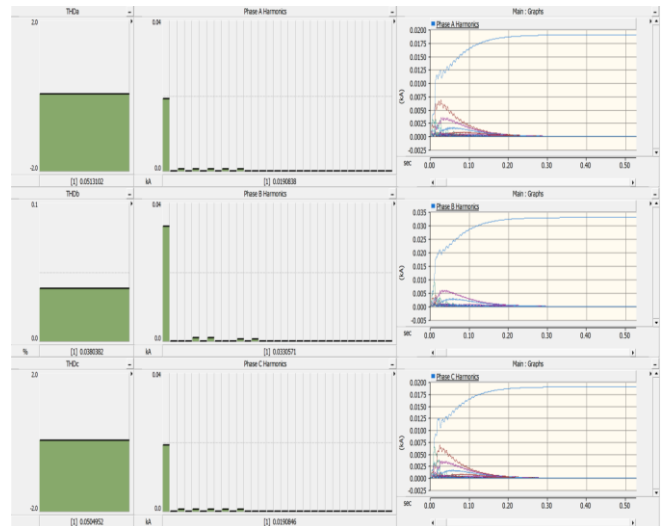 THDa
Phase A Harmonics
Main : Graphs
2.0
-2.0
[1] 0.0513102
0.04
0.0
kA
[1] 0.0190838
Phase A Harmonics
(kA)
0.0200
0.0175
0.0150
0.0125
0.0100
0.0075
0.0050
0.0025
0.0000
-0.0025
sec 0.00 0.10 0.20 0.30 0.40 0.50
THDb
Phase B Harmonics
Main : Graphs
0.1
0.0
%
[1] 0.0380382
0.04
0.0
kA
[1] 0.0330571
Phase B Harmonics
(kA)
0.035
0.030
0.025
0.020
0.015
0.010
0.005
0.000
-0.005
sec 0.00 0.10 0.20 0.30 0.40 0.50
THDc
Phase C Harmonics
Main : Graphs
2.0
-2.0
[1] 0.0504952
0.04
0.0
kA
[1] 0.0190846
Phase C Harmonics
(kA)
0.0200
0.0175
0.0150
0.0125
0.0100
0.0075
0.0050
0.0025
0.0000
-0.0025
sec 0.00 0.10 0.20 0.30 0.40 0.50